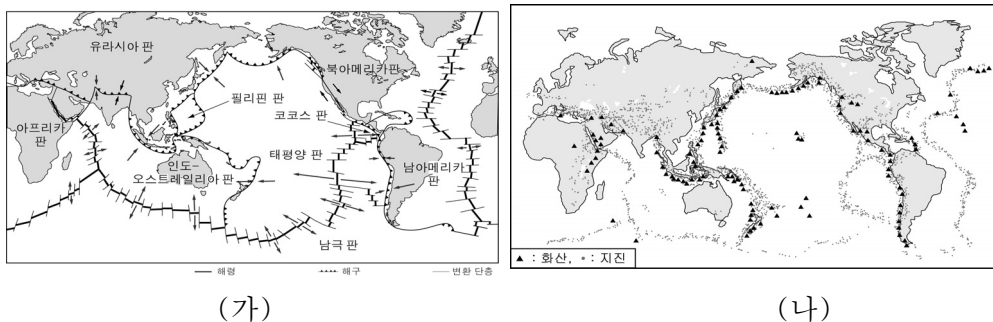 유라시아 판
북아메리카판
필리핀 판
코코스 판
아프리카
판
태평양 판
남아메리카
판
인도
오스트레일리아 판
남극 판
해령
해구
변환 단층
▲ : 화산, • : 지진
(가)
(나)